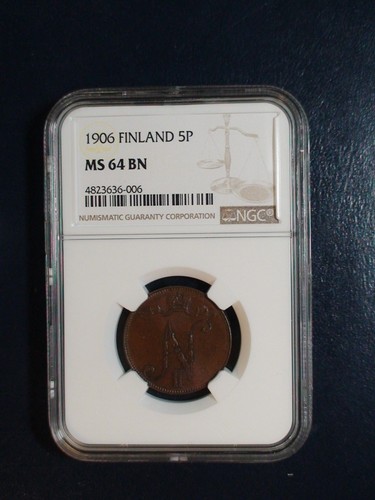 1906 FINLAND 5P
MS 64 BN
4823636-006
NUMISMATIC GUARANTY CORPORATION
NGC®